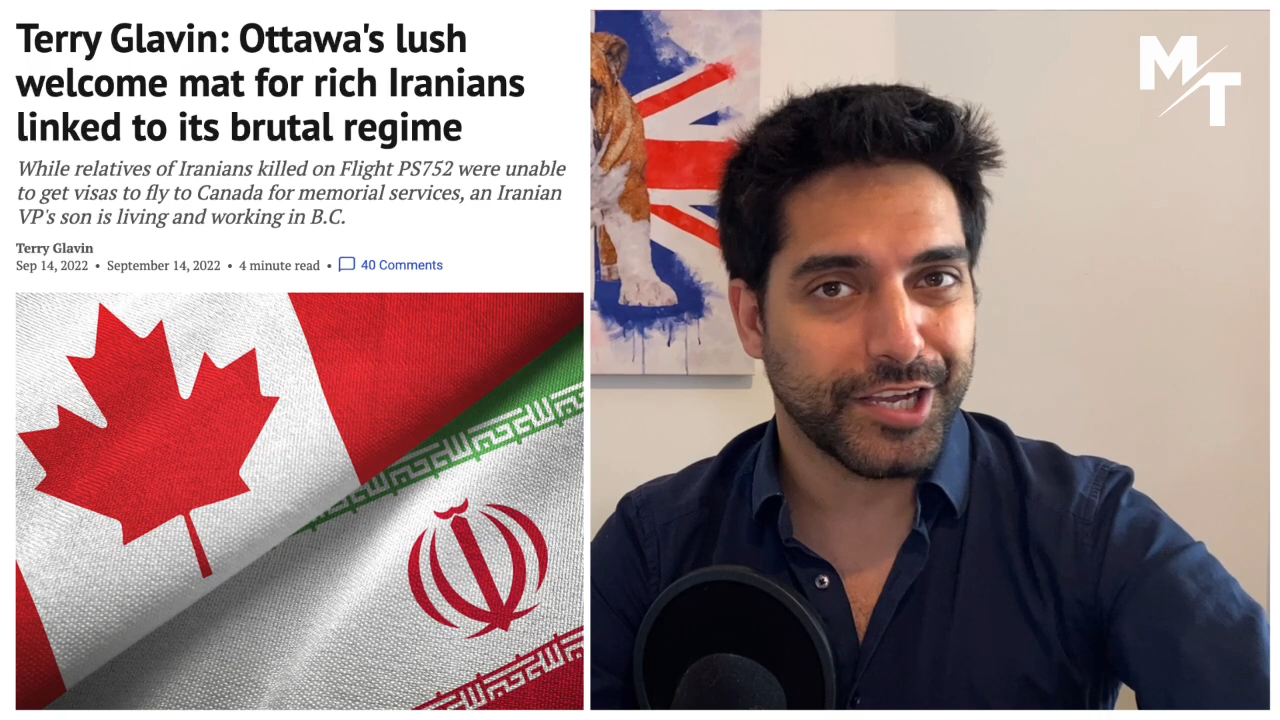 Terry Glavin: Ottawa's lush
welcome mat for rich Iranians
linked to its brutal regime
While relatives of Iranians killed on Flight PS752 were unable
to get visas to fly to Canada for memorial services, an Iranian
VP's son is living and working in B.C.
Terry Glavin
Sep 14, 2022 • September 14, 2022 • 4 minute read • 40 Comments
MT